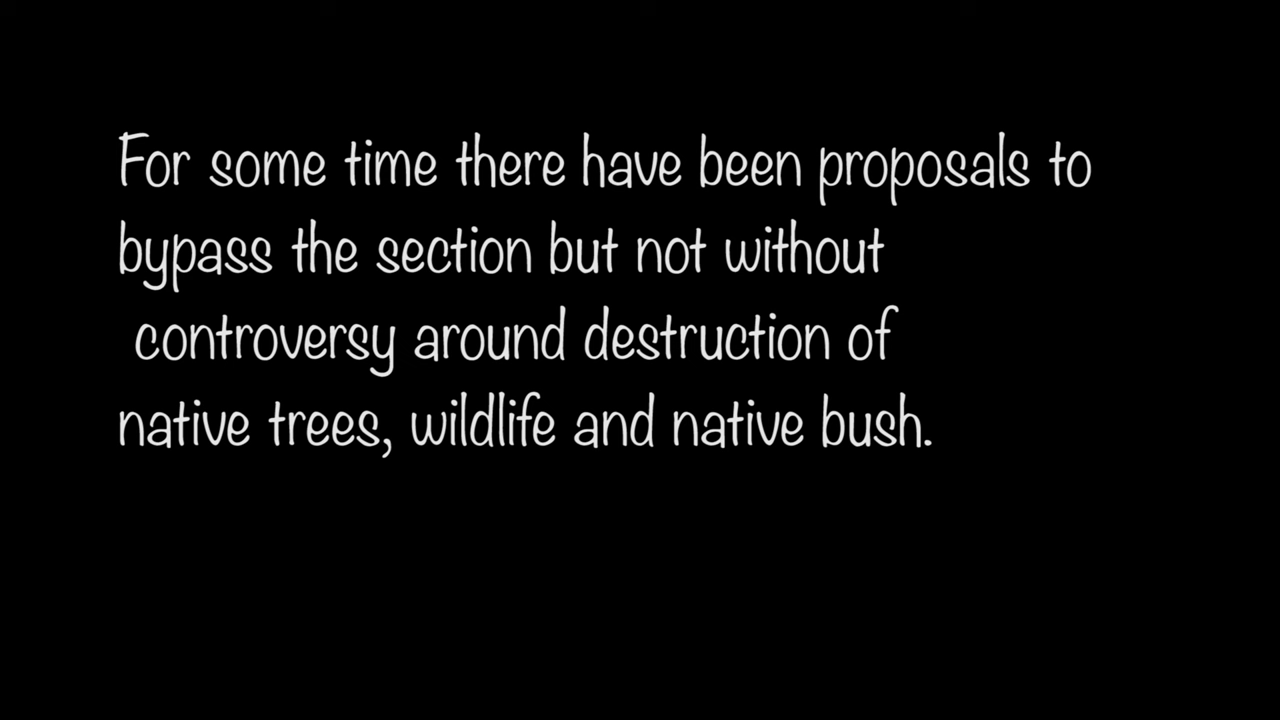 For some time there have been proposals to
bypass the section but not without
controversy around destruction of
native trees, wildlife and native bush.